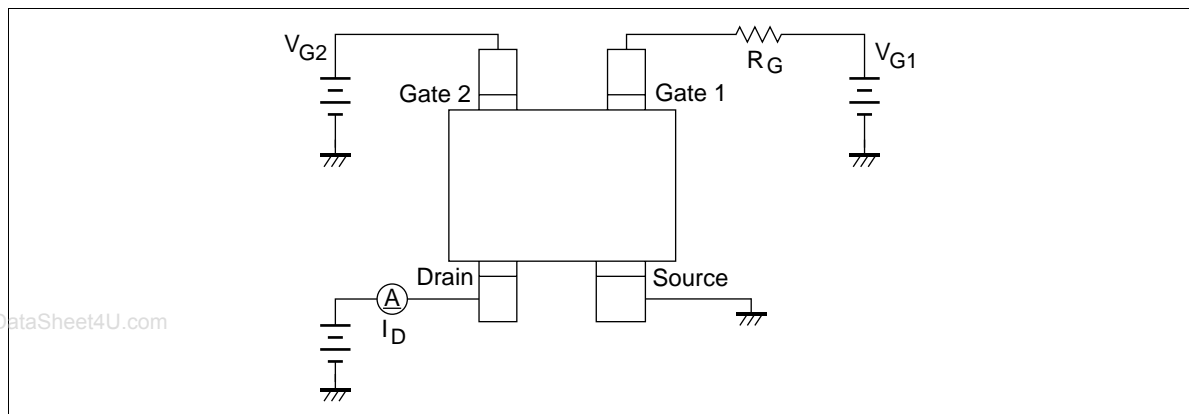 VG2
RG
VG1
Gate 2
Gate 1
Drain
Source
A
ID
DataSheet4U.com